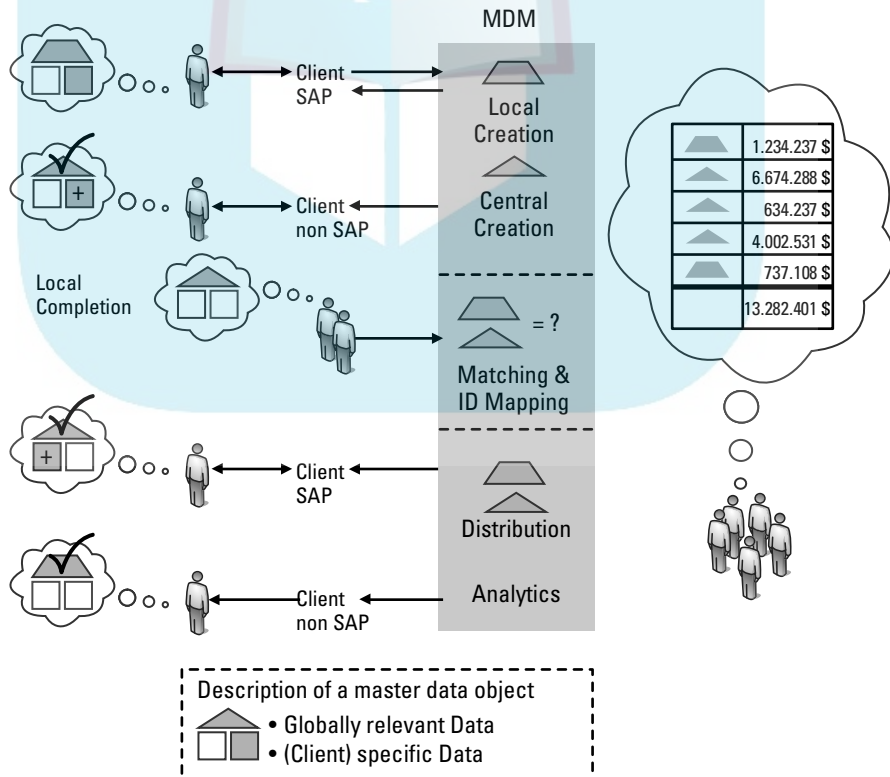 MDM
Client
SAP
Local
Creation
Central
Creation
Client
non SAP
Local
Completion
= ?
Matching &
ID Mapping
Client
SAP
Distribution
Client
non SAP
Analytics
1.234.237 $
6.674.288 $
634.237 $
4.002.531 $
737.108 $
13.282.401 $
+
+
Description of a master data object
• Globally relevant Data
• (Client) specific Data